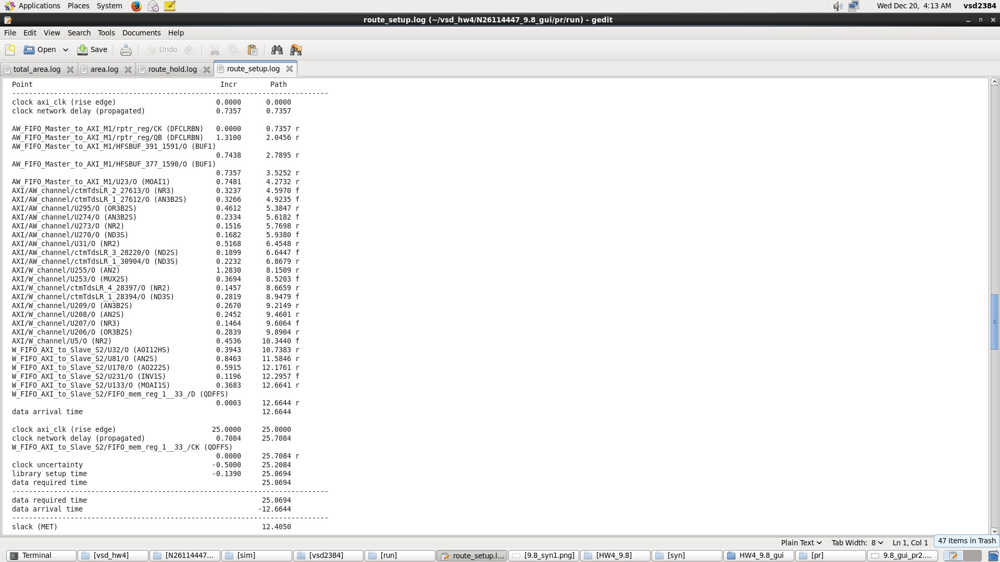 Applications Places System Wed Dec 20, 4:13 AM vsd2384
route_setup.log (~/vsd_hw4/N26114447_9.8_gui/pr/run) - gedit
File Edit View Search Tools Documents Help
Open Save Undo
total_area.log area.log route_hold.log route_setup.log
Point Incr Path
-----------------------------------------------------------------------------
clock axi_clk (rise edge) 0.0000 0.0000
clock network delay (propagated) 0.7357 0.7357
AW_FIFO_Master_to_AXI_M1/rptr_reg/CK (DFCLRBN) 0.0000 0.7357 r
AW_FIFO_Master_to_AXI_M1/rptr_reg/QB (DFCLRBN) 1.3100 2.0456 r
AW_FIFO_Master_to_AXI_M1/HFSBUF_391_1591/O (BUF1)
0.7438 2.7895 r
AW_FIFO_Master_to_AXI_M1/HFSBUF_377_1590/O (BUF1)
0.7357 3.5252 r
AW_FIFO_Master_to_AXI_M1/U23/O (MOAI1) 0.7481 4.2732 r
AXI/AW_channel/ctmTdsLR_2_27613/O (NR3) 0.3237 4.5970 f
AXI/AW_channel/ctmTdsLR_1_27612/O (AN3B2S) 0.3266 4.9235 f
AXI/AW_channel/U295/O (OR3B2S) 0.4612 5.3847 r
AXI/AW_channel/U274/O (AN3B2S) 0.2334 5.6182 f
AXI/AW_channel/U273/O (NR2) 0.1516 5.7698 r
AXI/AW_channel/U270/O (ND3S) 0.1682 5.9380 f
AXI/AW_channel/U31/O (NR2) 0.5168 6.4548 r
AXI/AW_channel/ctmTdsLR_3_28220/O (ND2S) 0.1899 6.6447 f
AXI/AW_channel/ctmTdsLR_1_30904/O (ND3S) 0.2232 6.8679 r
AXI/W_channel/U255/O (AN2) 1.2830 8.1509 r
AXI/W_channel/U253/O (MUX2S) 0.3694 8.5203 f
AXI/W_channel/ctmTdsLR_4_28397/O (NR2) 0.1457 8.6659 r
AXI/W_channel/ctmTdsLR_1_28394/O (ND3S) 0.2819 8.9479 f
AXI/W_channel/U209/O (AN3B2S) 0.2670 9.2149 r
AXI/W_channel/U208/O (AN2S) 0.2452 9.4601 r
AXI/W_channel/U207/O (NR3) 0.1464 9.6064 f
AXI/W_channel/U206/O (OR3B2S) 0.2839 9.8904 r
AXI/W_channel/U5/O (NR2) 0.4536 10.3440 f
W_FIFO_AXI_to_Slave_S2/U32/O (AOI12HS) 0.3943 10.7383 r
W_FIFO_AXI_to_Slave_S2/U81/O (AN2S) 0.8463 11.5846 r
W_FIFO_AXI_to_Slave_S2/U170/O (AO222S) 0.5915 12.1761 r
W_FIFO_AXI_to_Slave_S2/U231/O (INV1S) 0.1196 12.2957 f
W_FIFO_AXI_to_Slave_S2/U133/O (MOAI1S) 0.3683 12.6641 r
W_FIFO_AXI_to_Slave_S2/FIFO_mem_reg_1__33_/D (QDFFS)
0.0003 12.6644 r
data arrival time 12.6644
clock axi_clk (rise edge) 25.0000 25.0000
clock network delay (propagated) 0.7084 25.7084
W_FIFO_AXI_to_Slave_S2/FIFO_mem_reg_1__33_/CK (QDFFS)
0.0000 25.7084 r
clock uncertainty -0.5000 25.2084
library setup time -0.1390 25.0694
data required time 25.0694
-----------------------------------------------------------------------------
data required time 25.0694
data arrival time -12.6644
-----------------------------------------------------------------------------
slack (MET) 12.4050
Plain Text Tab Width: 8 Ln 1, Col 1 47 Items in Trash
Terminal [vsd_hw4] [N26114447... [sim] [vsd2384] [run] route_setup.l... [9.8_syn1.png] [HW4_9.8] [syn] HW4_9.8_gui [pr] 9.8_gui_pr2....